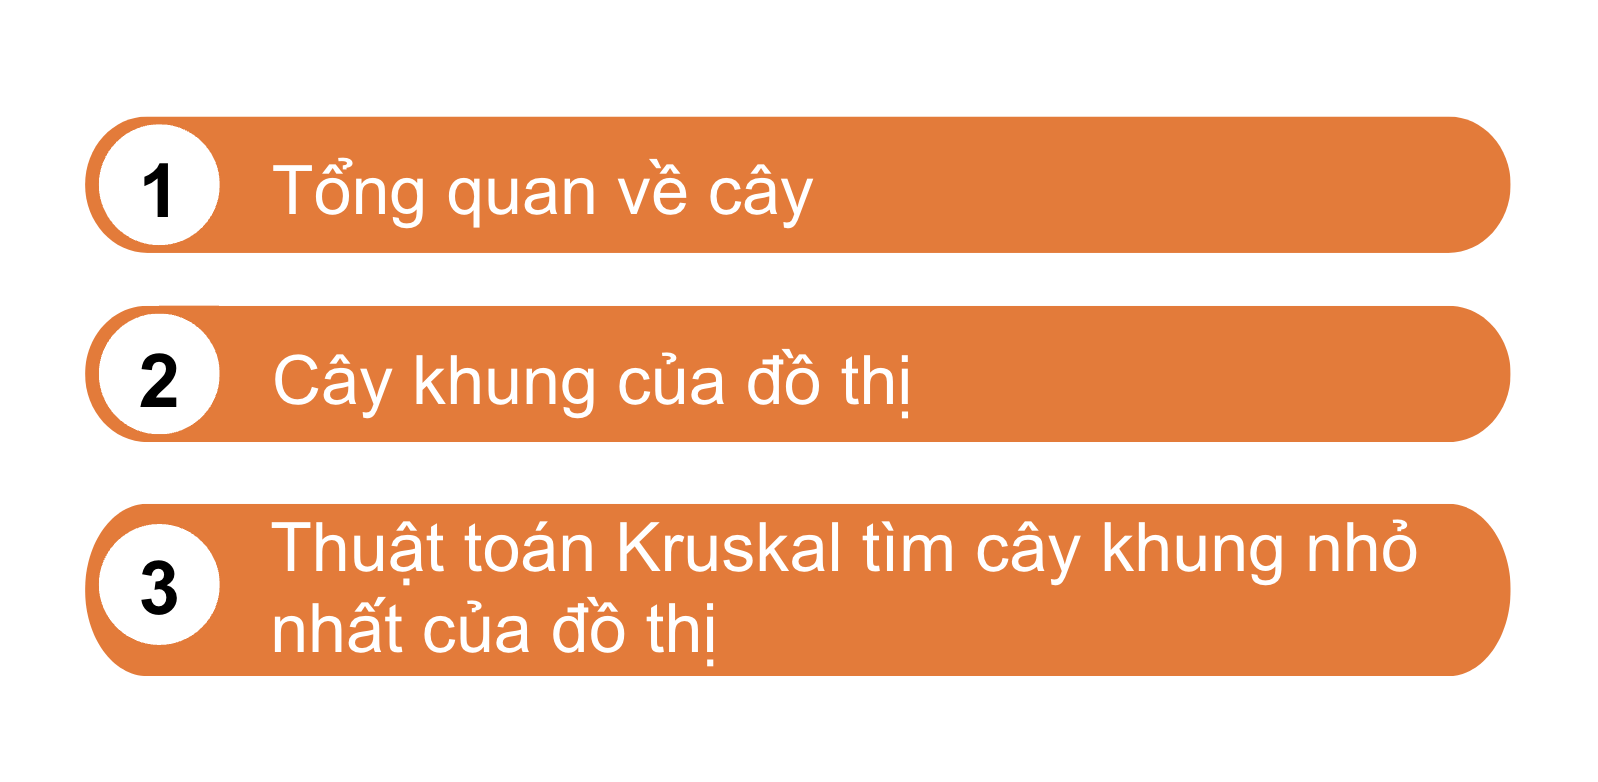 1 Tổng quan về cây
2 Cây khung của đồ thị
3 Thuật toán Kruskal tìm cây khung nhỏ
nhất của đồ thị